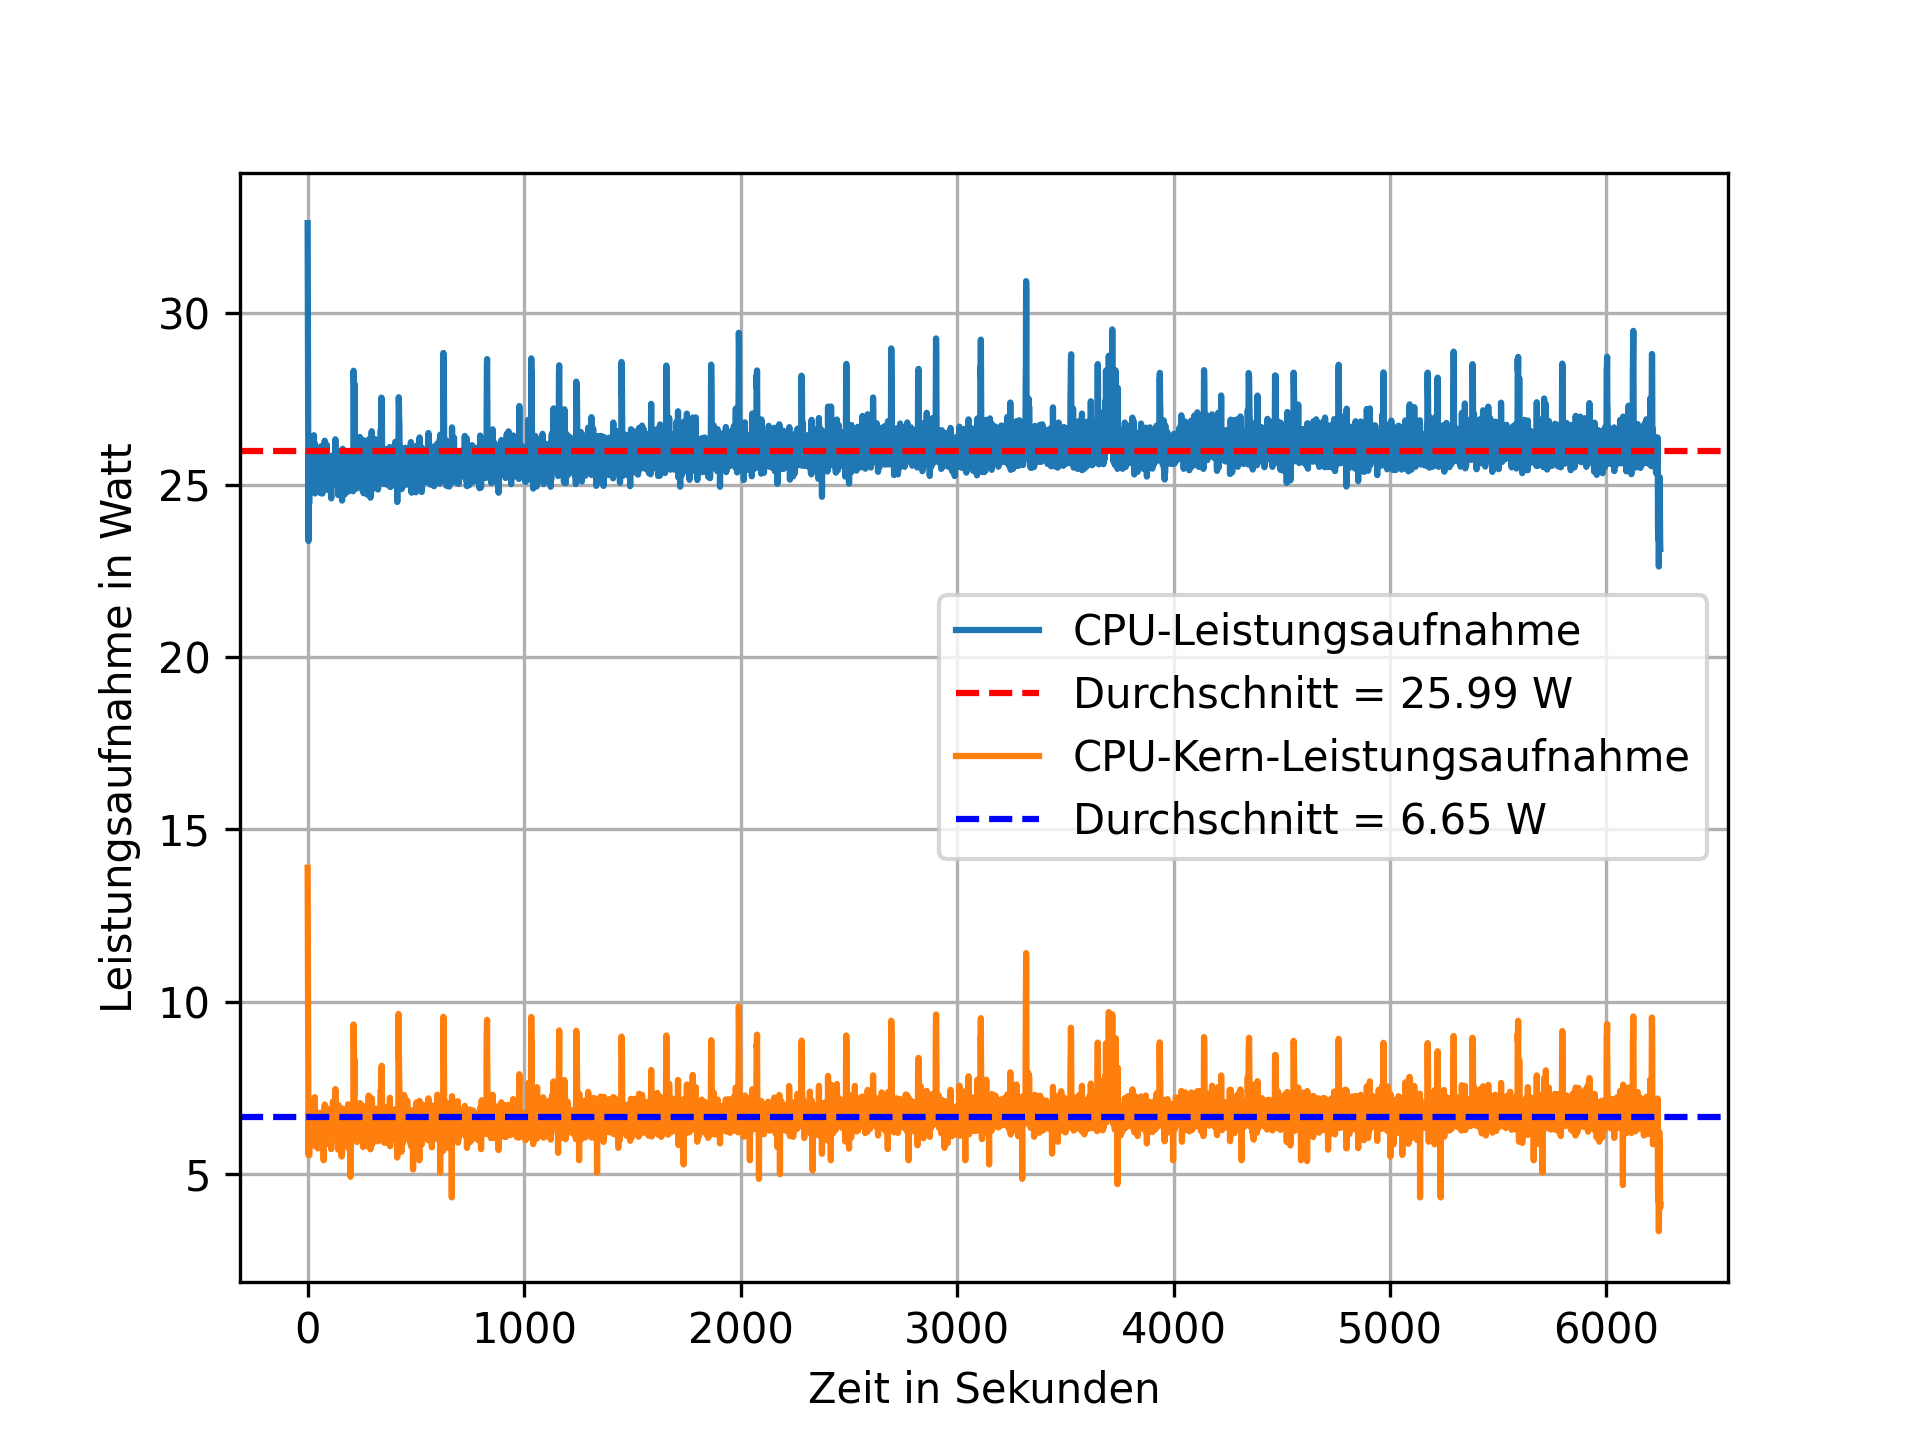 30
25
20
15
10
5
Leistungsaufnahme in Watt
CPU-Leistungsaufnahme
Durchschnitt = 25.99 W
CPU-Kern-Leistungsaufnahme
Durchschnitt = 6.65 W
0 1000 2000 3000 4000 5000 6000
Zeit in Sekunden